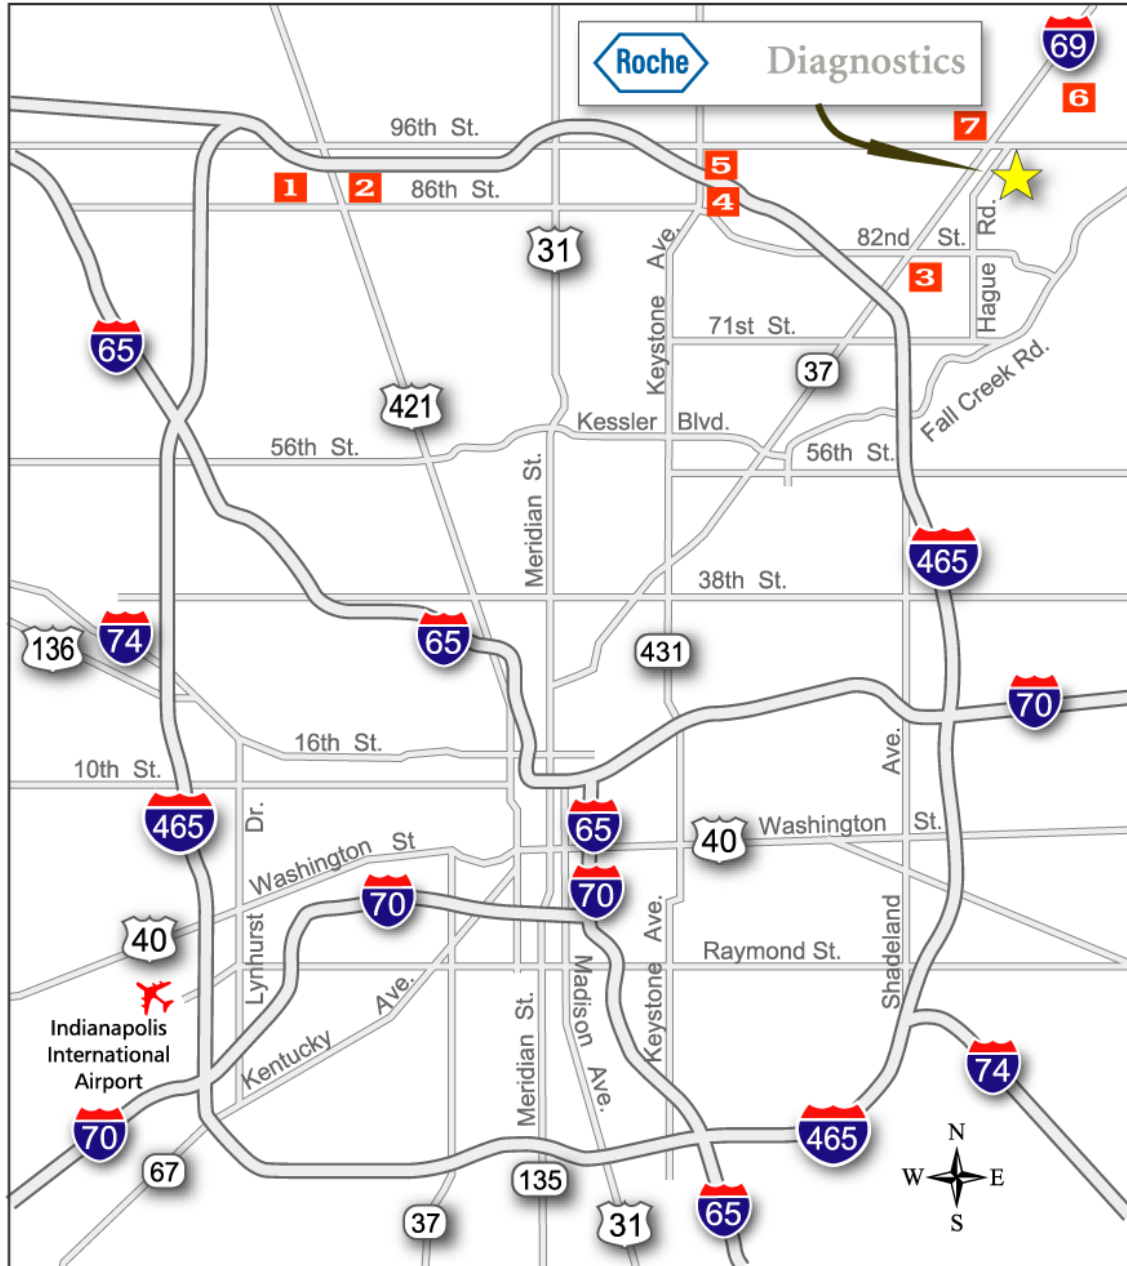 69
Roche Diagnostics
6
7
96th St.
5
1
2
86th St.
4
Rd.
31
Ave.
82nd St.
3
Hague
65
71st St.
Keystone
37
Fall Creek Rd.
421
Kessler Blvd.
56th St.
56th St.
Meridian St.
465
38th St.
74
136
65
431
70
16th St.
Ave.
10th St.
465
Dr.
65
40
Washington St.
Washington St
70
70
40
Lynhurst
Keystone Ave.
Shadeland
Raymond St.
Madison Ave.
Kentucky Ave.
Meridian St.
Indianapolis
International
Airport
74
70
465
N
W E
S
67
135
37
31
65